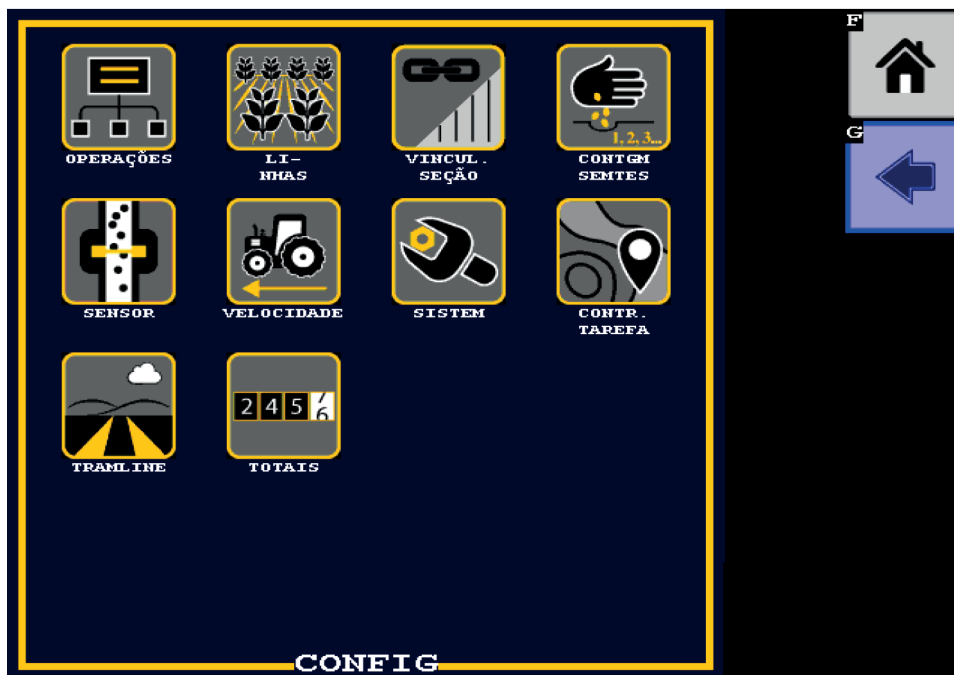 F
G
OPERAÇÕES
LI-
NHAS
VINCUL.
SEÇÃO
1, 2, 3...
CONTGM
SEMTES
SENSOR
VELOCIDADE
SISTEM
CONTR.
TAREFA
TRAMLINE
2 4 5 7 6
TOTAIS
CONFIG